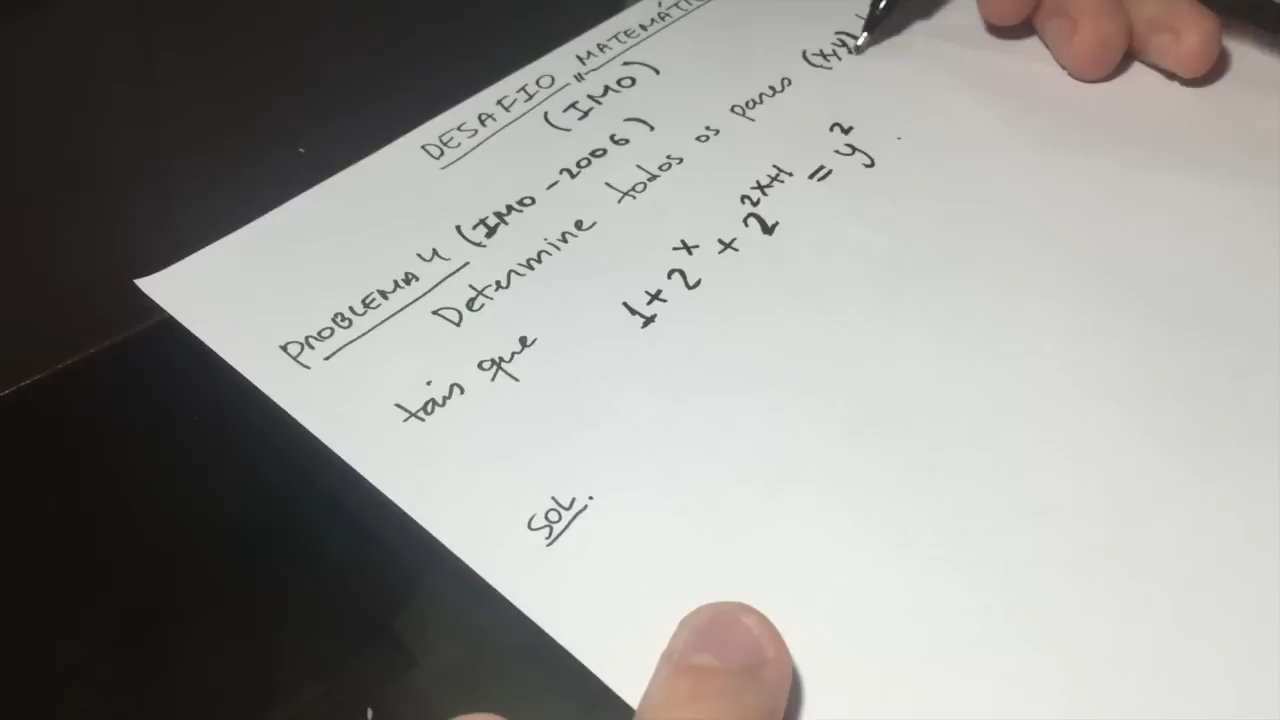 DESAFIO MATEMÁTI
(IMO)
PROBLEMA 4 (IMO-2006)
Determine todos os pares (x,y)
tais que
1+2^x + 2^{2x+1} = y^2
SOL.